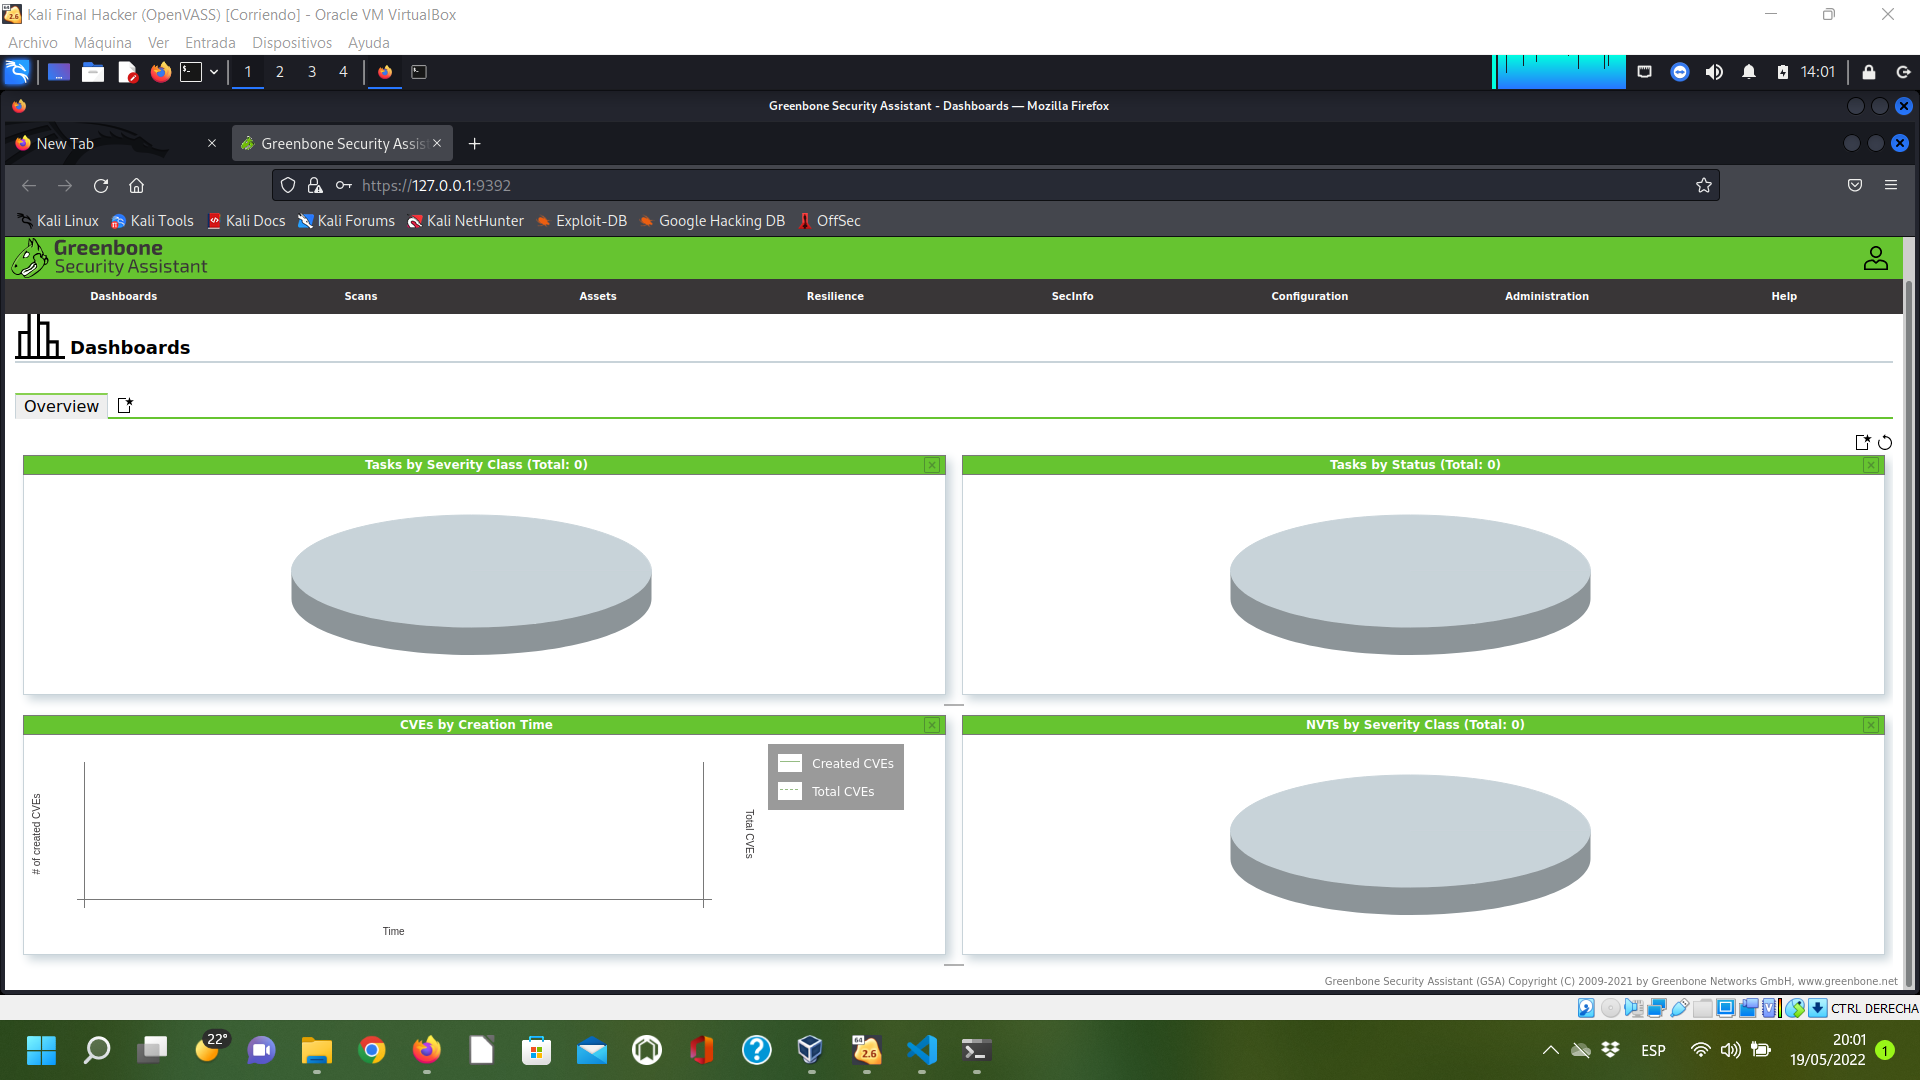 Kali Final Hacker (OpenVASS) [Corriendo] - Oracle VM VirtualBox
Archivo Máquina Ver Entrada Dispositivos Ayuda
1 2 3 4 14:01
Greenbone Security Assistant - Dashboards — Mozilla Firefox
New Tab Greenbone Security Assis
https://127.0.0.1:9392
Kali Linux Kali Tools Kali Docs Kali Forums Kali NetHunter Exploit-DB Google Hacking DB OffSec
Greenbone
Security Assistant
Dashboards Scans Assets Resilience SecInfo Configuration Administration Help
Dashboards
Overview
Tasks by Severity Class (Total: 0)
Tasks by Status (Total: 0)
CVEs by Creation Time
# of created CVEs
Time
Total CVEs
Created CVEs
Total CVEs
NVTs by Severity Class (Total: 0)
Greenbone Security Assistant (GSA) Copyright (C) 2009-2021 by Greenbone Networks GmbH, www.greenbone.net
CTRL DERECHA
22°
64
2.6
ESP
20:01
19/05/2022
1